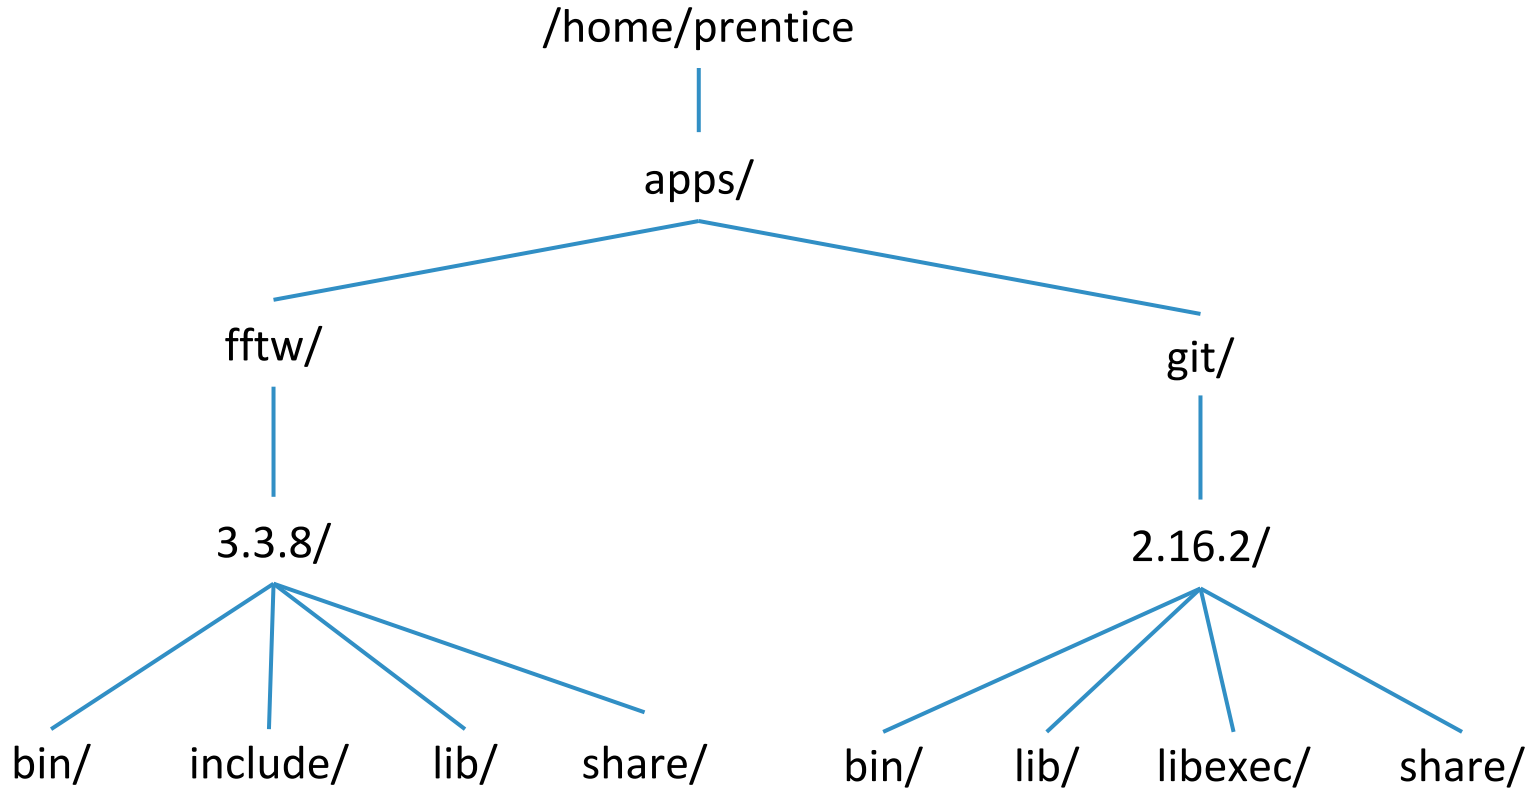 /home/prentice
apps/
fftw/
git/
3.3.8/
2.16.2/
bin/
include/
lib/
share/
bin/
lib/
libexec/
share/